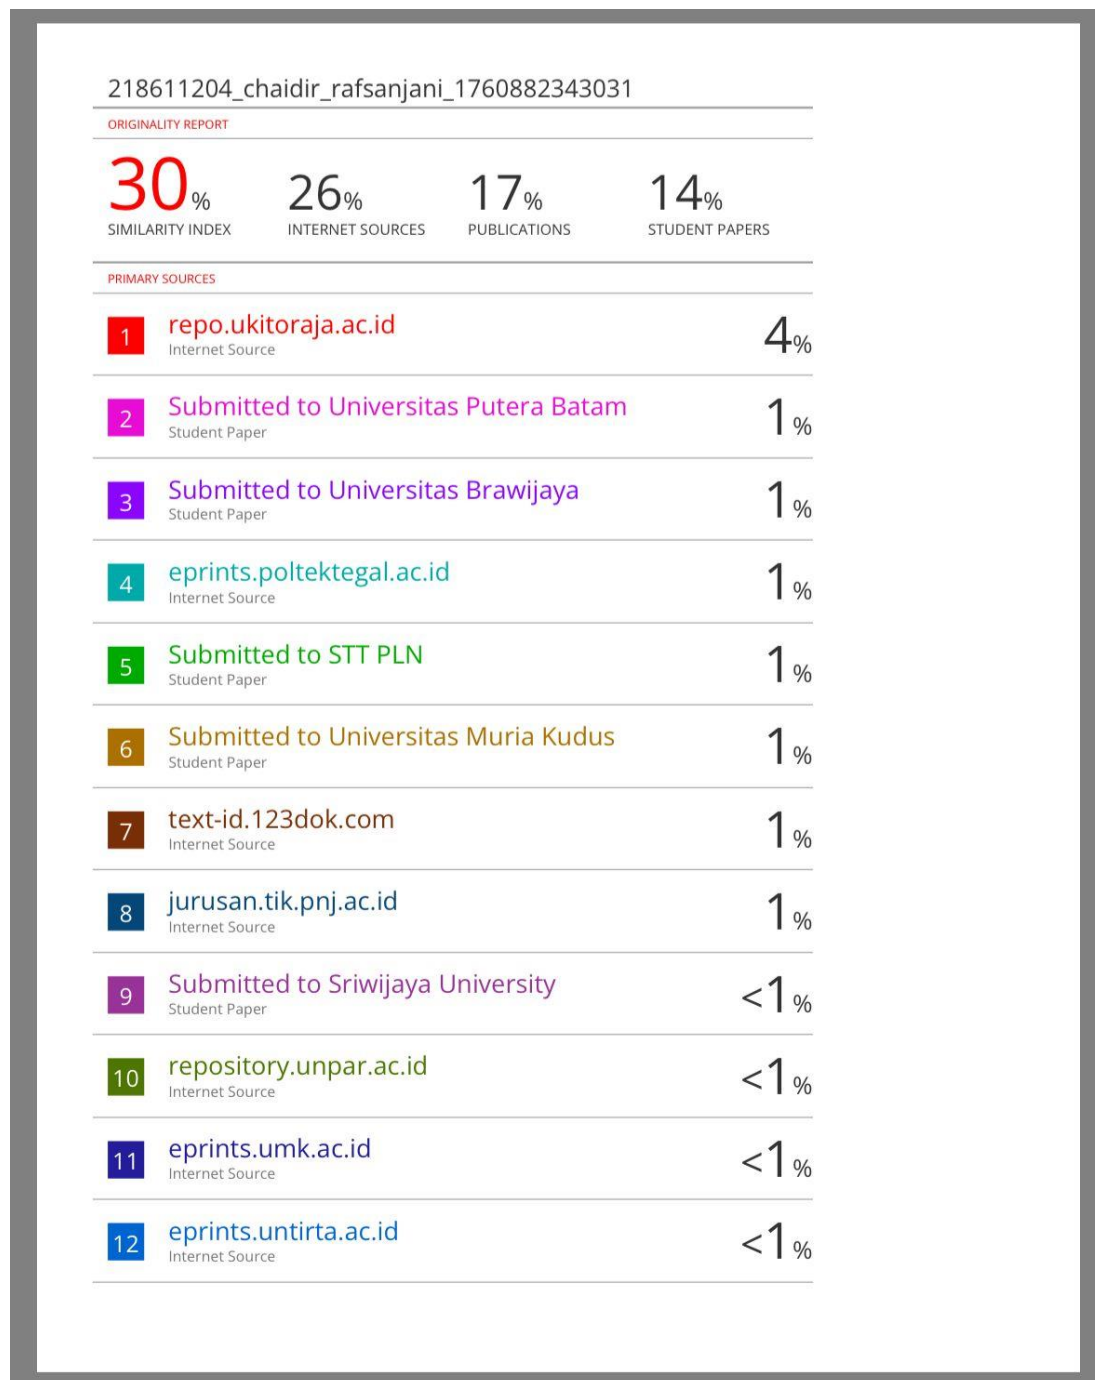 218611204_chaidir_rafsanjani_1760882343031
ORIGINALITY REPORT
30% 26% 17% 14%
SIMILARITY INDEX INTERNET SOURCES PUBLICATIONS STUDENT PAPERS
PRIMARY SOURCES
1 repo.ukitoraja.ac.id 4%
Internet Source
2 Submitted to Universitas Putera Batam 1%
Student Paper
3 Submitted to Universitas Brawijaya 1%
Student Paper
4 eprints.poltektegal.ac.id 1%
Internet Source
5 Submitted to STT PLN 1%
Student Paper
6 Submitted to Universitas Muria Kudus 1%
Student Paper
7 text-id.123dok.com 1%
Internet Source
8 jurusan.tik.pnj.ac.id 1%
Internet Source
9 Submitted to Sriwijaya University <1%
Student Paper
10 repository.unpar.ac.id <1%
Internet Source
11 eprints.umk.ac.id <1%
Internet Source
12 eprints.untirta.ac.id <1%
Internet Source